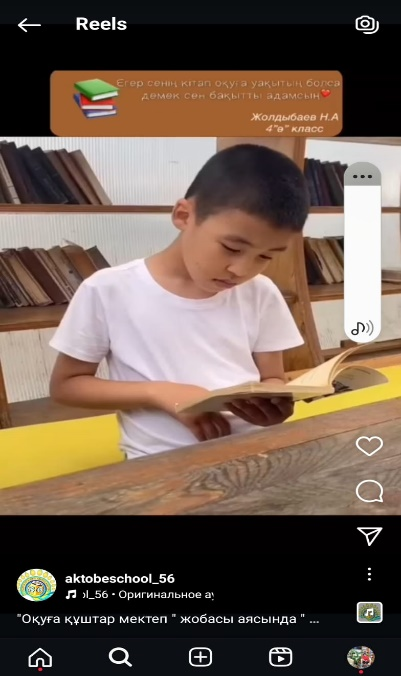 Reels
Егер сенің кітап оқуға уақытың болса
демек сен бақытты адамсың❤
Жолдыбаев Н.А
4"в" класс
aktobeschool_56
ɔl_56 • Оригинальное ау
"Оқуға құштар мектеп " жобасы аясында " ...